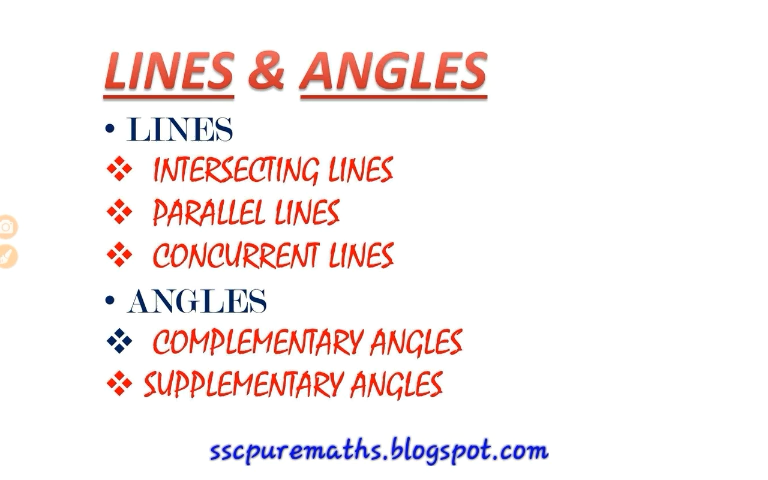 LINES & ANGLES
• LINES
❖ INTERSECTING LINES
❖ PARALLEL LINES
❖ CONCURRENT LINES
• ANGLES
❖ COMPLEMENTARY ANGLES
❖ SUPPLEMENTARY ANGLES
sscpuremaths.blogspot.com